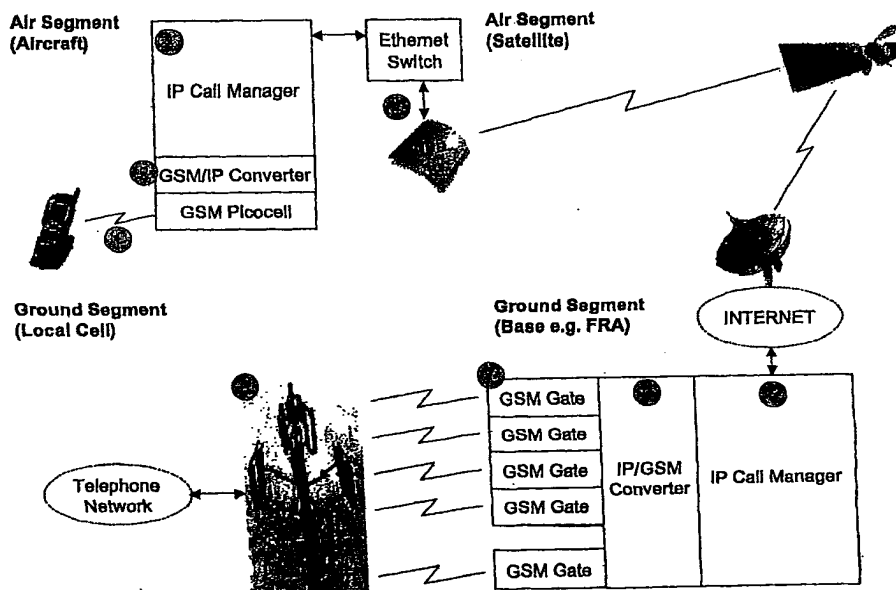 Air Segment
(Aircraft)
Ethernet
Switch
Air Segment
(Satellite)
IP Call Manager
GSM/IP Converter
GSM Picocell
Ground Segment
(Local Cell)
Ground Segment
(Base e.g. FRA)
INTERNET
GSM Gate
GSM Gate
GSM Gate
GSM Gate
GSM Gate
IP/GSM
Converter
IP Call Manager
Telephone
Network